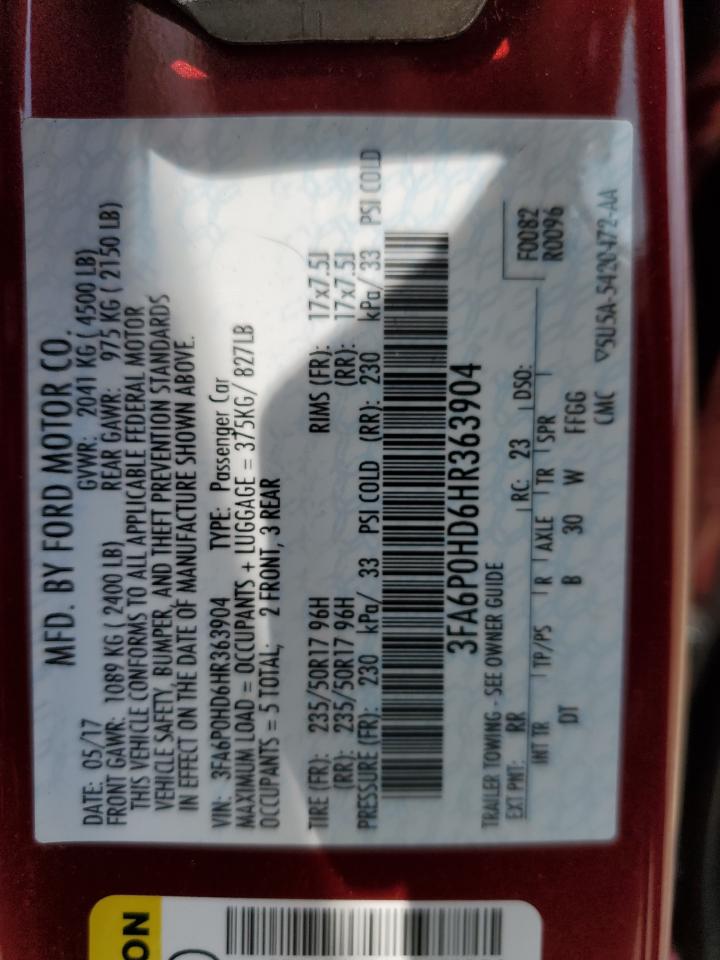 MFD. BY FORD MOTOR CO.
DATE: 05/17 GVWR: 2041 KG ( 4500 LB)
FRONT GAWR: 1089 KG ( 2400 LB) REAR GAWR: 975 KG ( 2150 LB)
THIS VEHICLE CONFORMS TO ALL APPLICABLE FEDERAL MOTOR
VEHICLE SAFETY, BUMPER, AND THEFT PREVENTION STANDARDS
IN EFFECT ON THE DATE OF MANUFACTURE SHOWN ABOVE.
VIN: 3FA6P0HD6HR363904 TYPE: Passenger Car
MAXIMUM LOAD = OCCUPANTS + LUGGAGE = 375KG/ 827LB
OCCUPANTS = 5 TOTAL; 2 FRONT, 3 REAR
TIRE (FR): 235/50R17 96H RIMS (FR): 17x7.5J
(RR): 235/50R17 96H (RR): 17x7.5J
PRESSURE (FR): 230 kPa/ 33 PSI COLD (RR): 230 kPa/ 33 PSI COLD
3FA6P0HD6HR363904
TRAILER TOWING - SEE OWNER GUIDE
F0082
EXT PNT: RR RC: 23 DSO: R0096
INT TR TP/PS R AXLE TR SPR
DT B 30 W FFGG
CMC 5U5A-5420472-AA
ON